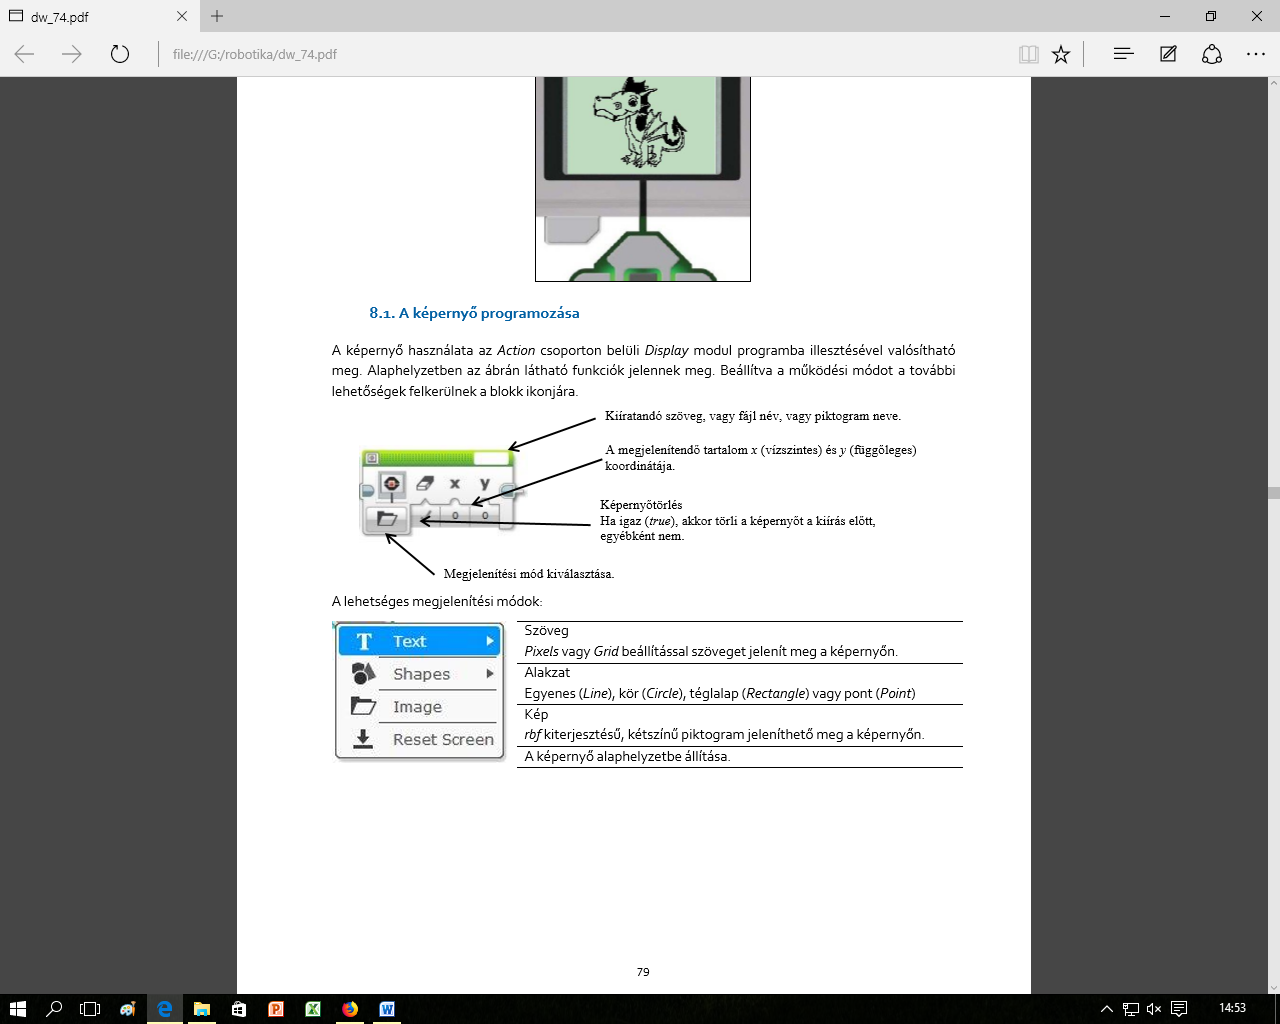 dw_74.pdf
file:///G:/robotika/dw_74.pdf
8.1. A képernyő programozása
A képernyő használata az Action csoporton belüli Display modul programba illesztésével valósítható
meg. Alaphelyzetben az ábrán látható funkciók jelennek meg. Beállítva a működési módot a további
lehetőségek felkerülnek a blokk ikonjára.
Kiíratandó szöveg, vagy fájl név, vagy piktogram neve.
A megjelenítendő tartalom x (vízszintes) és y (függőleges)
koordinátája.
x y
0 0
Képernyőtörlés
Ha igaz (true), akkor törli a képernyőt a kiírás előtt,
egyébként nem.
Megjelenítési mód kiválasztása.
A lehetséges megjelenítési módok:
T Text
Shapes
Image
Reset Screen
Szöveg
Pixels vagy Grid beállítással szöveget jelenít meg a képernyőn.
Alakzat
Egyenes (Line), kör (Circle), téglalap (Rectangle) vagy pont (Point)
Kép
rbf kiterjesztésű, kétszínű piktogram jeleníthető meg a képernyőn.
A képernyő alaphelyzetbe állítása.
79
14:53